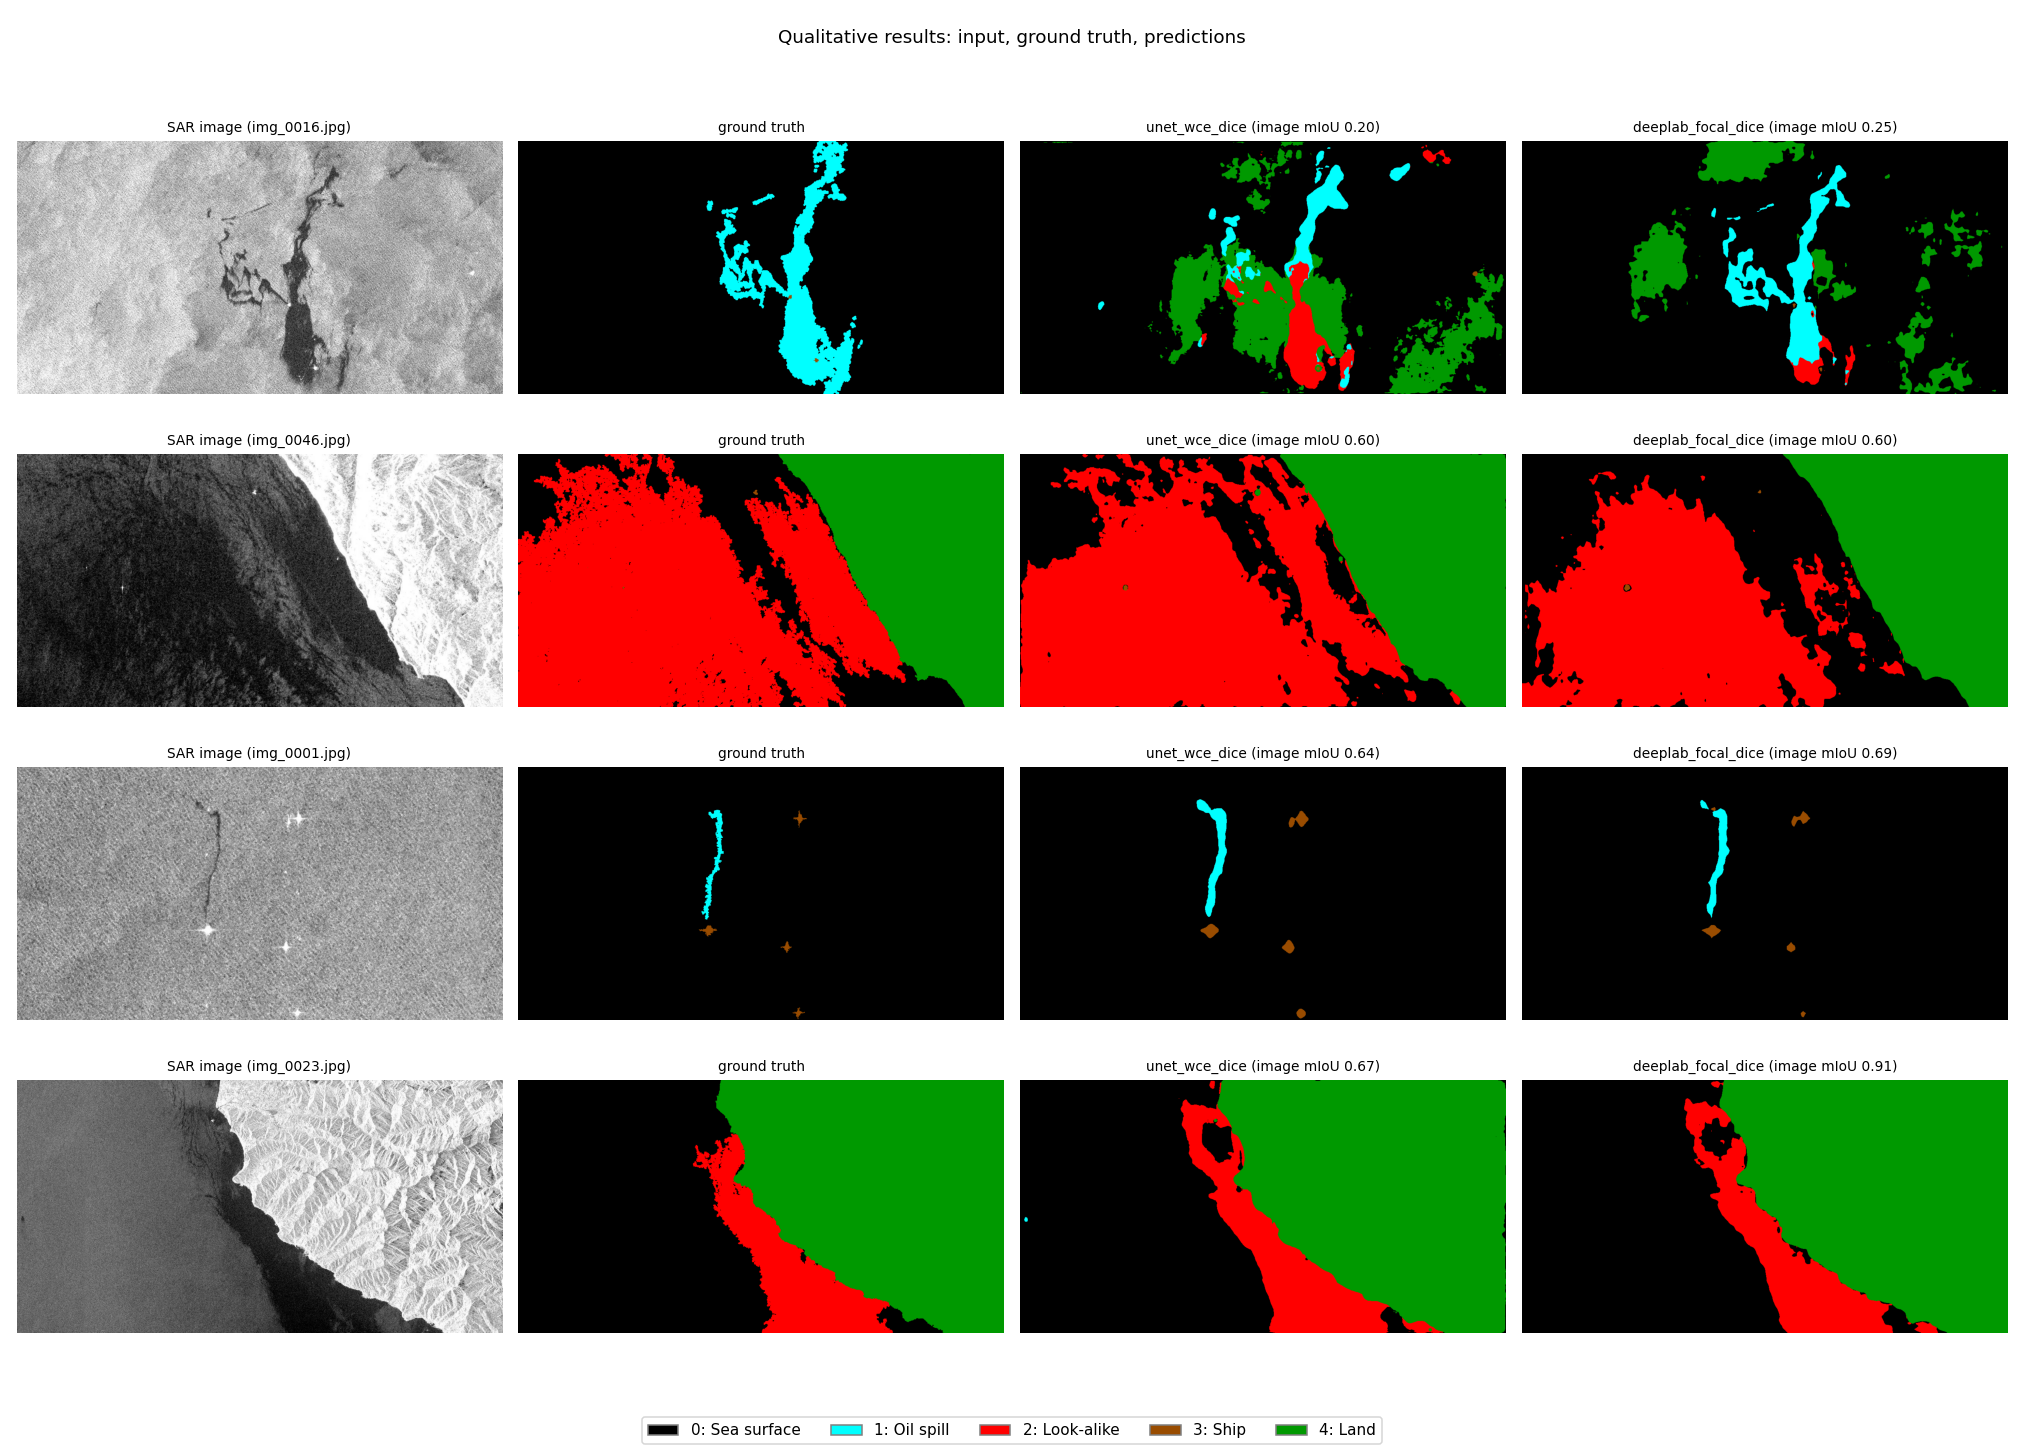 Qualitative results: input, ground truth, predictions
SAR image (img_0016.jpg)
ground truth
unet_wce_dice (image mIoU 0.20)
deeplab_focal_dice (image mIoU 0.25)
SAR image (img_0046.jpg)
ground truth
unet_wce_dice (image mIoU 0.60)
deeplab_focal_dice (image mIoU 0.60)
SAR image (img_0001.jpg)
ground truth
unet_wce_dice (image mIoU 0.64)
deeplab_focal_dice (image mIoU 0.69)
SAR image (img_0023.jpg)
ground truth
unet_wce_dice (image mIoU 0.67)
deeplab_focal_dice (image mIoU 0.91)
0: Sea surface
1: Oil spill
2: Look-alike
3: Ship
4: Land